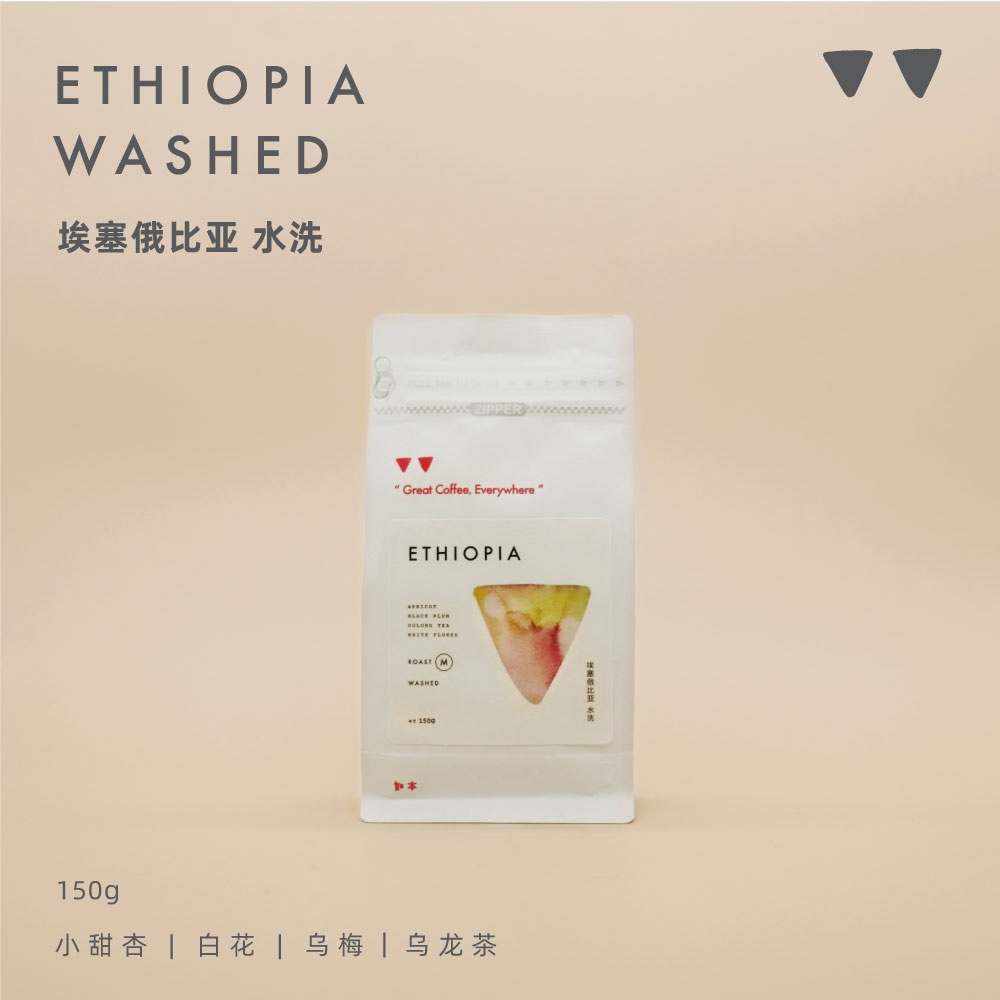 ETHIOPIA
WASHED
埃塞俄比亚 水洗
PULL TAB TO OPEN
ZIPPER
“ Great Coffee, Everywhere ”
ETHIOPIA
APRICOT
BLACK PLUM
OOLONG TEA
WHITE FLOWER
ROAST M
WASHED
埃塞俄比亚 水洗
150G
150g
小甜杏 | 白花 | 乌梅 | 乌龙茶